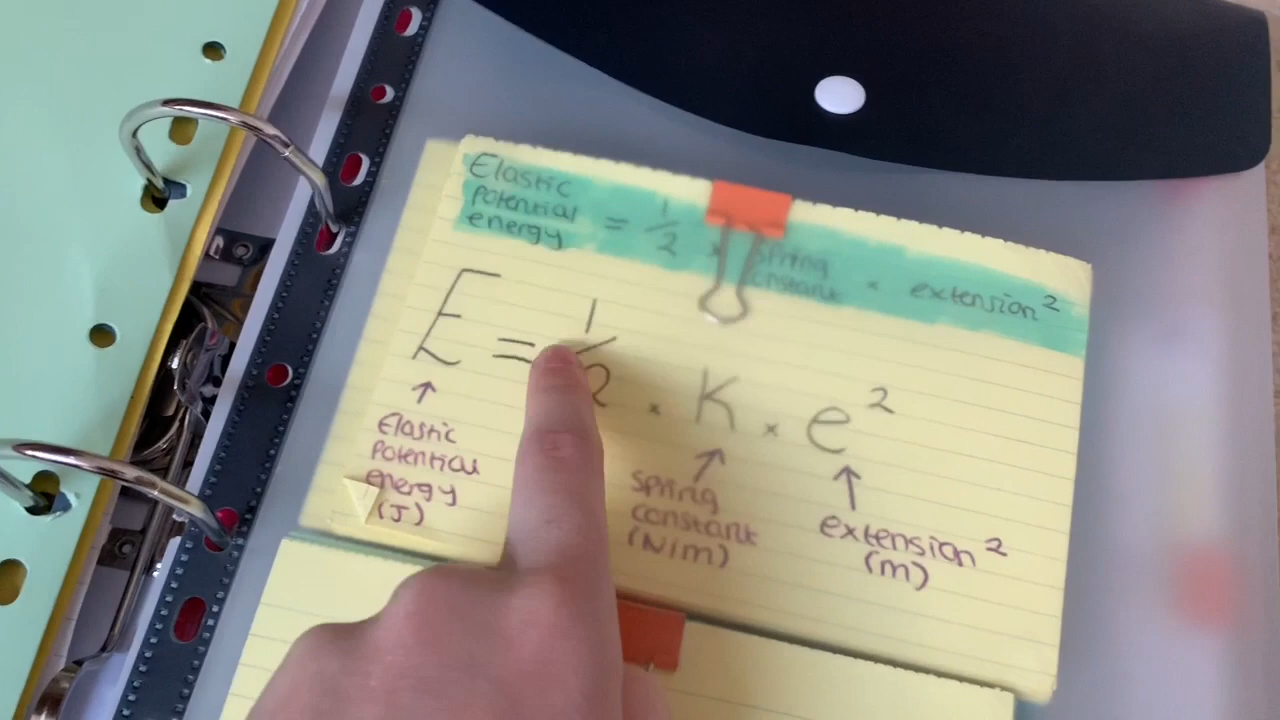 Elastic
potential
energy = 1/2 × spring
constant × extension²
E = 1/2 × K × e²
↑ Elastic
potential
energy
(J)
↑ spring
constant
(N/m)
↑ extension²
(m)